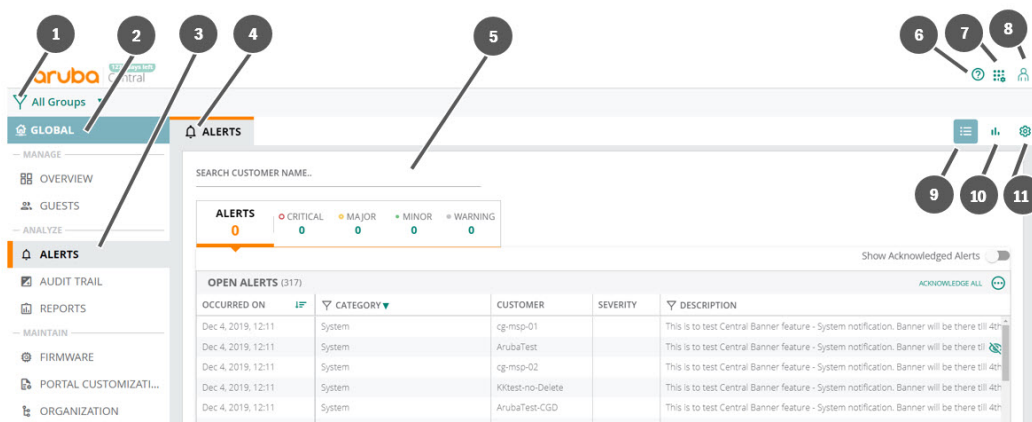 1 2 3 4 5 6 7 8
aruba Central
All Groups
GLOBAL
ALERTS
MANAGE
OVERVIEW
GUESTS
ANALYZE
ALERTS
AUDIT TRAIL
REPORTS
MAINTAIN
FIRMWARE
PORTAL CUSTOMIZATI...
ORGANIZATION
SEARCH CUSTOMER NAME..
9 10 11
ALERTS CRITICAL MAJOR MINOR WARNING
0 0 0 0 0
Show Acknowledged Alerts
OPEN ALERTS (317) ACKNOWLEDGE ALL
OCCURRED ON CATEGORY CUSTOMER SEVERITY DESCRIPTION
Dec 4, 2019, 12:11 System cg-msp-01 This is to test Central Banner feature - System notification. Banner will be there till 4th
Dec 4, 2019, 12:11 System ArubaTest This is to test Central Banner feature - System notification. Banner will be there til
Dec 4, 2019, 12:11 System cg-msp-02 This is to test Central Banner feature - System notification. Banner will be there till 4th
Dec 4, 2019, 12:11 System KKtest-no-Delete This is to test Central Banner feature - System notification. Banner will be there till 4th
Dec 4, 2019, 12:11 System ArubaTest-CGD This is to test Central Banner feature - System notification. Banner will be there till 4th